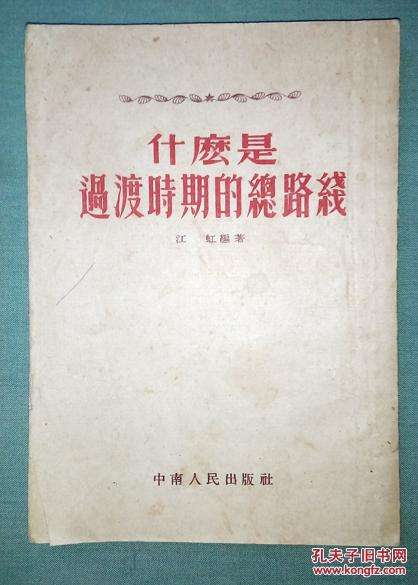 什麽是
過渡時期的總路綫
江 虹編著
中南人民出版社
孔夫子旧书网
www.kongfz.com